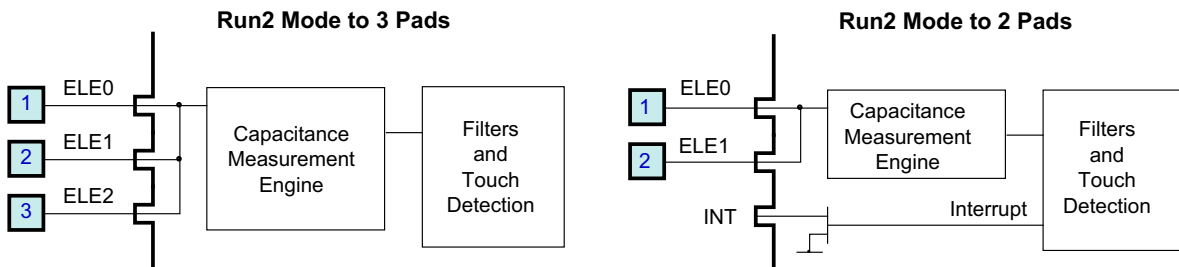 Run2 Mode to 3 Pads
1
ELE0
2
ELE1
3
ELE2
Capacitance
Measurement
Engine
Filters
and
Touch
Detection
Run2 Mode to 2 Pads
1
ELE0
2
ELE1
INT
Capacitance
Measurement
Engine
Interrupt
Filters
and
Touch
Detection